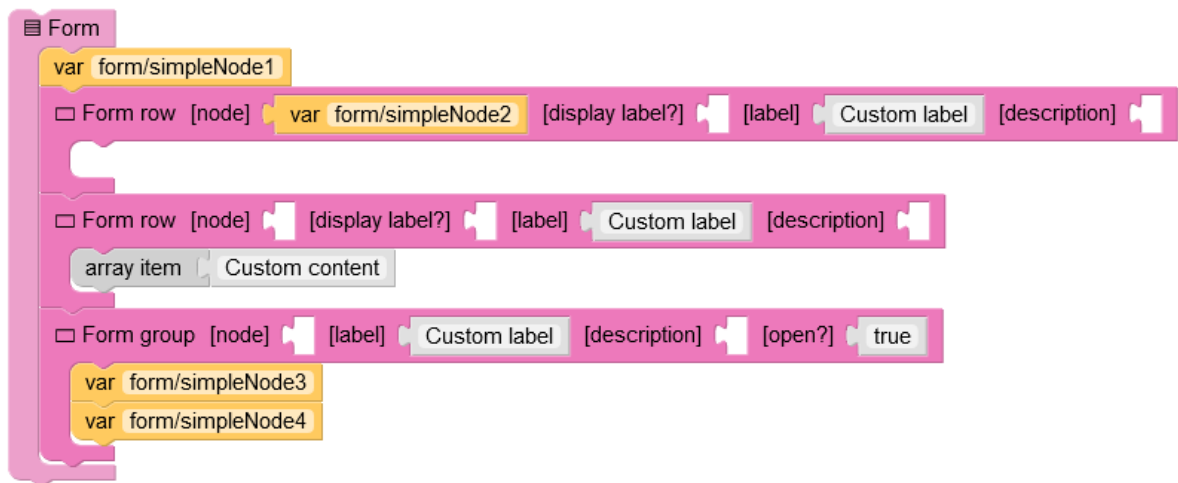 Form
var form/simpleNode1
Form row [node] var form/simpleNode2 [display label?] [label] Custom label [description]
Form row [node] [display label?] [label] Custom label [description]
array item Custom content
Form group [node] [label] Custom label [description] [open?] true
var form/simpleNode3
var form/simpleNode4